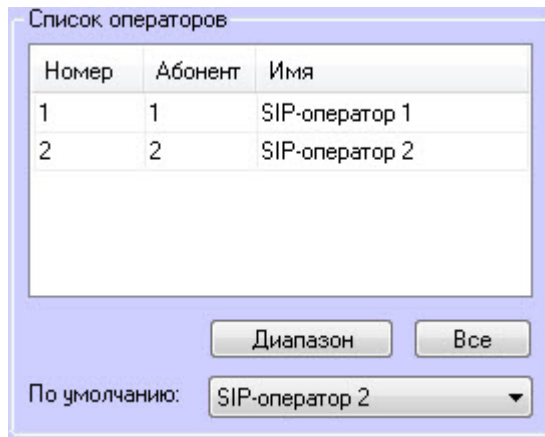 Список операторов
Номер Абонент Имя
1 1 SIP-оператор 1
2 2 SIP-оператор 2
Диапазон Все
По умолчанию: SIP-оператор 2